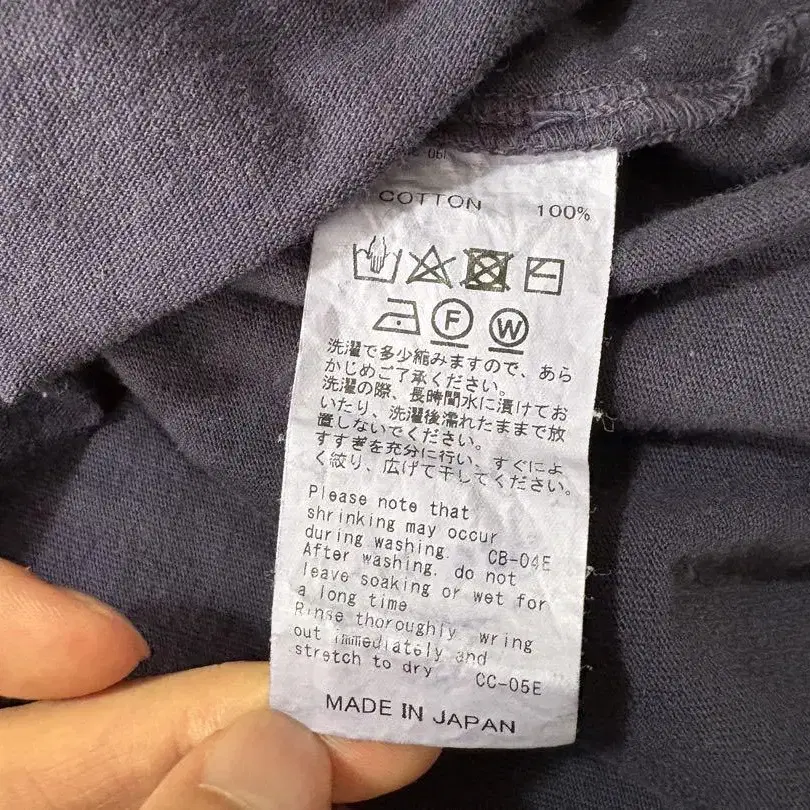 COTTON 100%
F W
洗濯で多少縮みますので、あら
かじめご了承ください。
洗濯の際、長時間水に漬けてお
いたり、洗濯後濡れたままで放
置しないでください。
すすぎを充分に行い、すぐによ
く絞り、広げて干してください。
Please note that
shrinking may occur
during washing. CB-04E
After washing, do not
leave soaking or wet for
a long time
Rinse thoroughly wring
out immediately and
stretch to dry CC-05E
MADE IN JAPAN